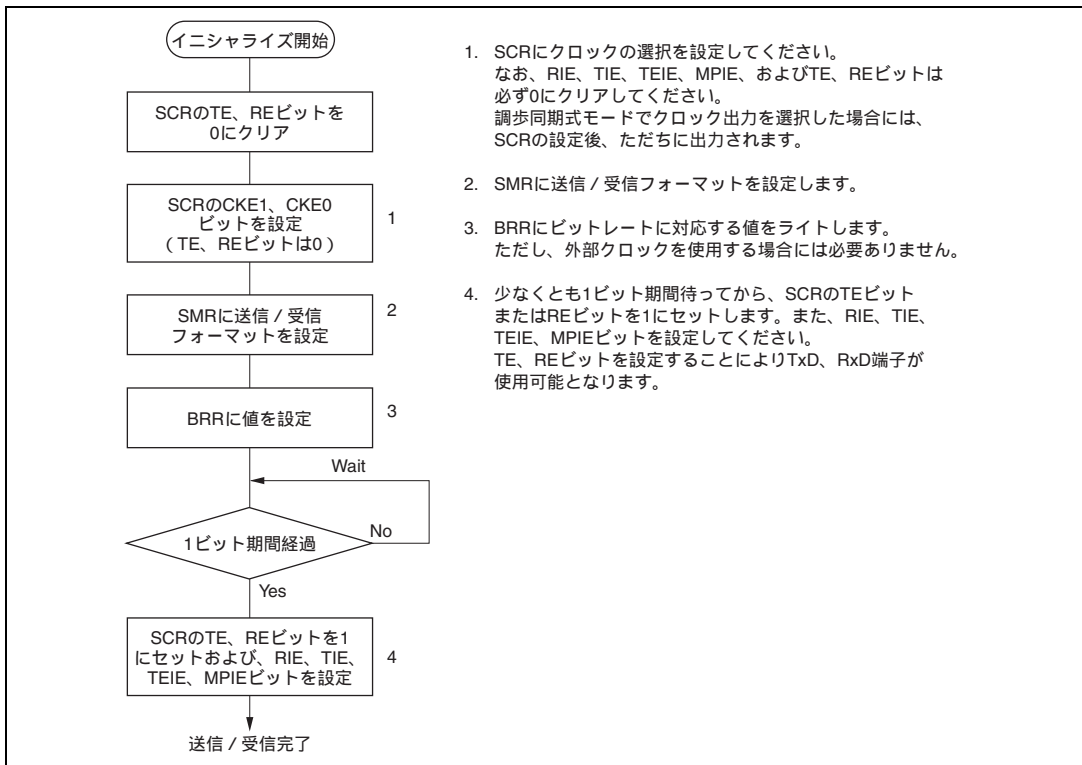 イニシャライズ開始
SCRのTE、REビットを
0にクリア
SCRのCKE1、CKE0
ビットを設定
(TE、REビットは0)
1
SMRに送信 / 受信
フォーマットを設定
2
BRRに値を設定
3
Wait
1ビット期間経過
No
Yes
SCRのTE、REビットを1
にセットおよび、RIE、TIE、
TEIE、MPIEビットを設定
4
送信 / 受信完了
1. SCRにクロックの選択を設定してください。
なお、RIE、TIE、TEIE、MPIE、およびTE、REビットは
必ず0にクリアしてください。
調歩同期式モードでクロック出力を選択した場合には、
SCRの設定後、ただちに出力されます。
2. SMRに送信 / 受信フォーマットを設定します。
3. BRRにビットレートに対応する値をライトします。
ただし、外部クロックを使用する場合には必要ありません。
4. 少なくとも1ビット期間待ってから、SCRのTEビット
またはREビットを1にセットします。また、RIE、TIE、
TEIE、MPIEビットを設定してください。
TE、REビットを設定することによりTxD、RxD端子が
使用可能となります。